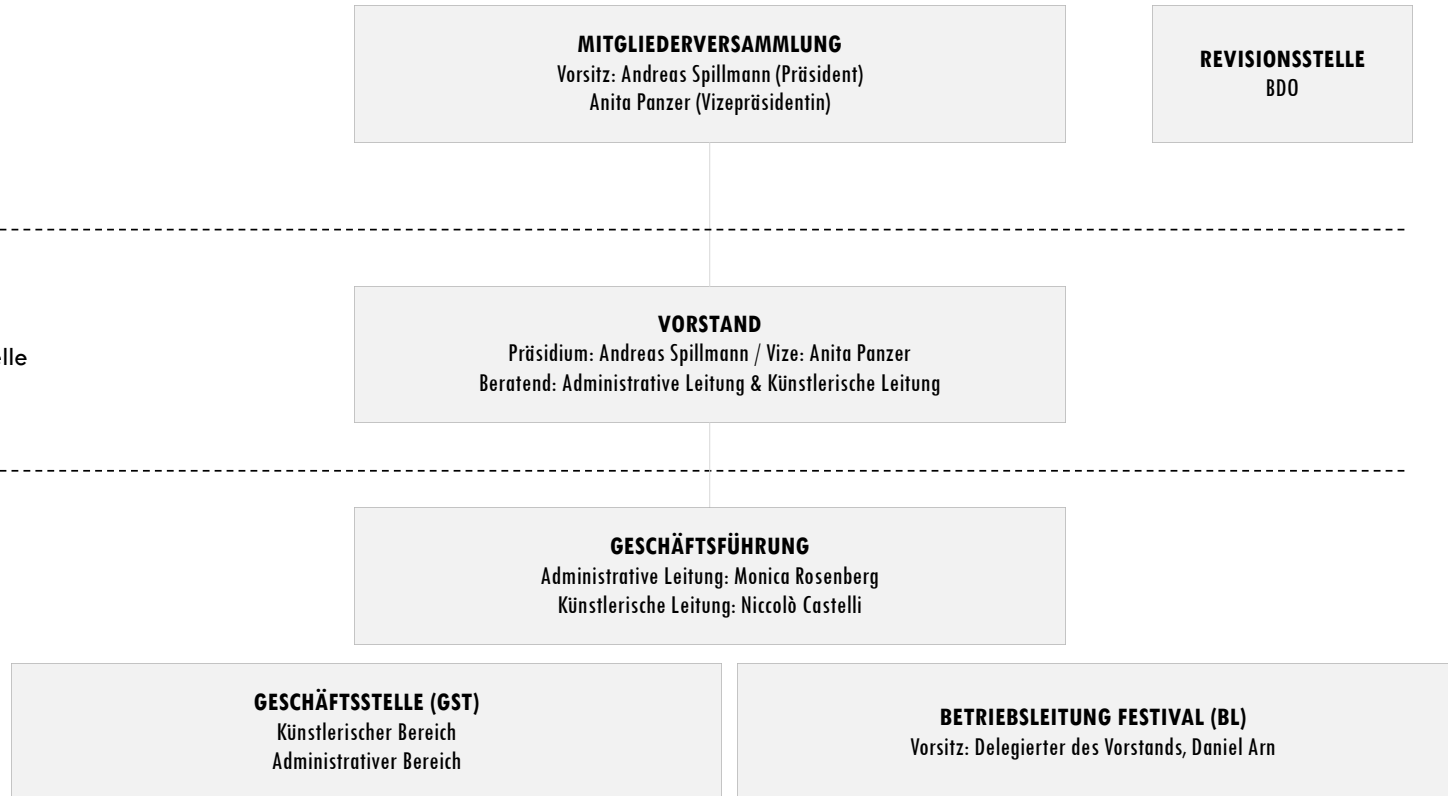 MITGLIEDERVERSAMMLUNG
Vorsitz: Andreas Spillmann (Präsident)
Anita Panzer (Vizepräsidentin)
REVISIONSSTELLE
BDO
elle
VORSTAND
Präsidium: Andreas Spillmann / Vize: Anita Panzer
Beratend: Administrative Leitung & Künstlerische Leitung
GESCHÄFTSFÜHRUNG
Administrative Leitung: Monica Rosenberg
Künstlerische Leitung: Niccolò Castelli
GESCHÄFTSSTELLE (GST)
Künstlerischer Bereich
Administrativer Bereich
BETRIEBSLEITUNG FESTIVAL (BL)
Vorsitz: Delegierter des Vorstands, Daniel Arn